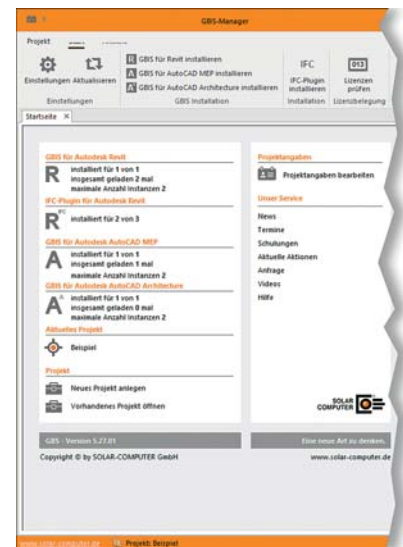 GBIS-Manager
Projekt
Einstellungen Aktualisieren
GBIS für Revit installieren
GBIS für AutoCAD MEP installieren
GBIS für AutoCAD Architecture installieren
IFC
IFC-Plugin installieren
013
Lizenzen prüfen
Einstellungen
GBIS Installation
Installation
Lizenzbelegung
Startseite ×
GBIS für Autodesk Revit
R
installiert für 1 von 1
insgesamt geladen 2 mal
maximale Anzahl Instanzen 2
IFC-Plugin für Autodesk Revit
R IFC
installiert für 2 von 3
GBIS für Autodesk AutoCAD MEP
A
installiert für 1 von 1
insgesamt geladen 1 mal
maximale Anzahl Instanzen 2
GBIS für Autodesk AutoCAD Architecture
A A
installiert für 1 von 1
insgesamt geladen 0 mal
maximale Anzahl Instanzen 2
Aktuelles Projekt
Beispiel
Projekt
Neues Projekt anlegen
Vorhandenes Projekt öffnen
Projektangaben
Projektangaben bearbeiten
Unser Service
News
Termine
Schulungen
Aktuelle Aktionen
Anfrage
Videos
Hilfe
SOLAR
COMPUTER
GBIS - Version 5.27.01
Eine neue Art zu denken.
Copyright © by SOLAR-COMPUTER GmbH
www.solar-computer.de
www.solar-computer.de
Projekt: Beispiel